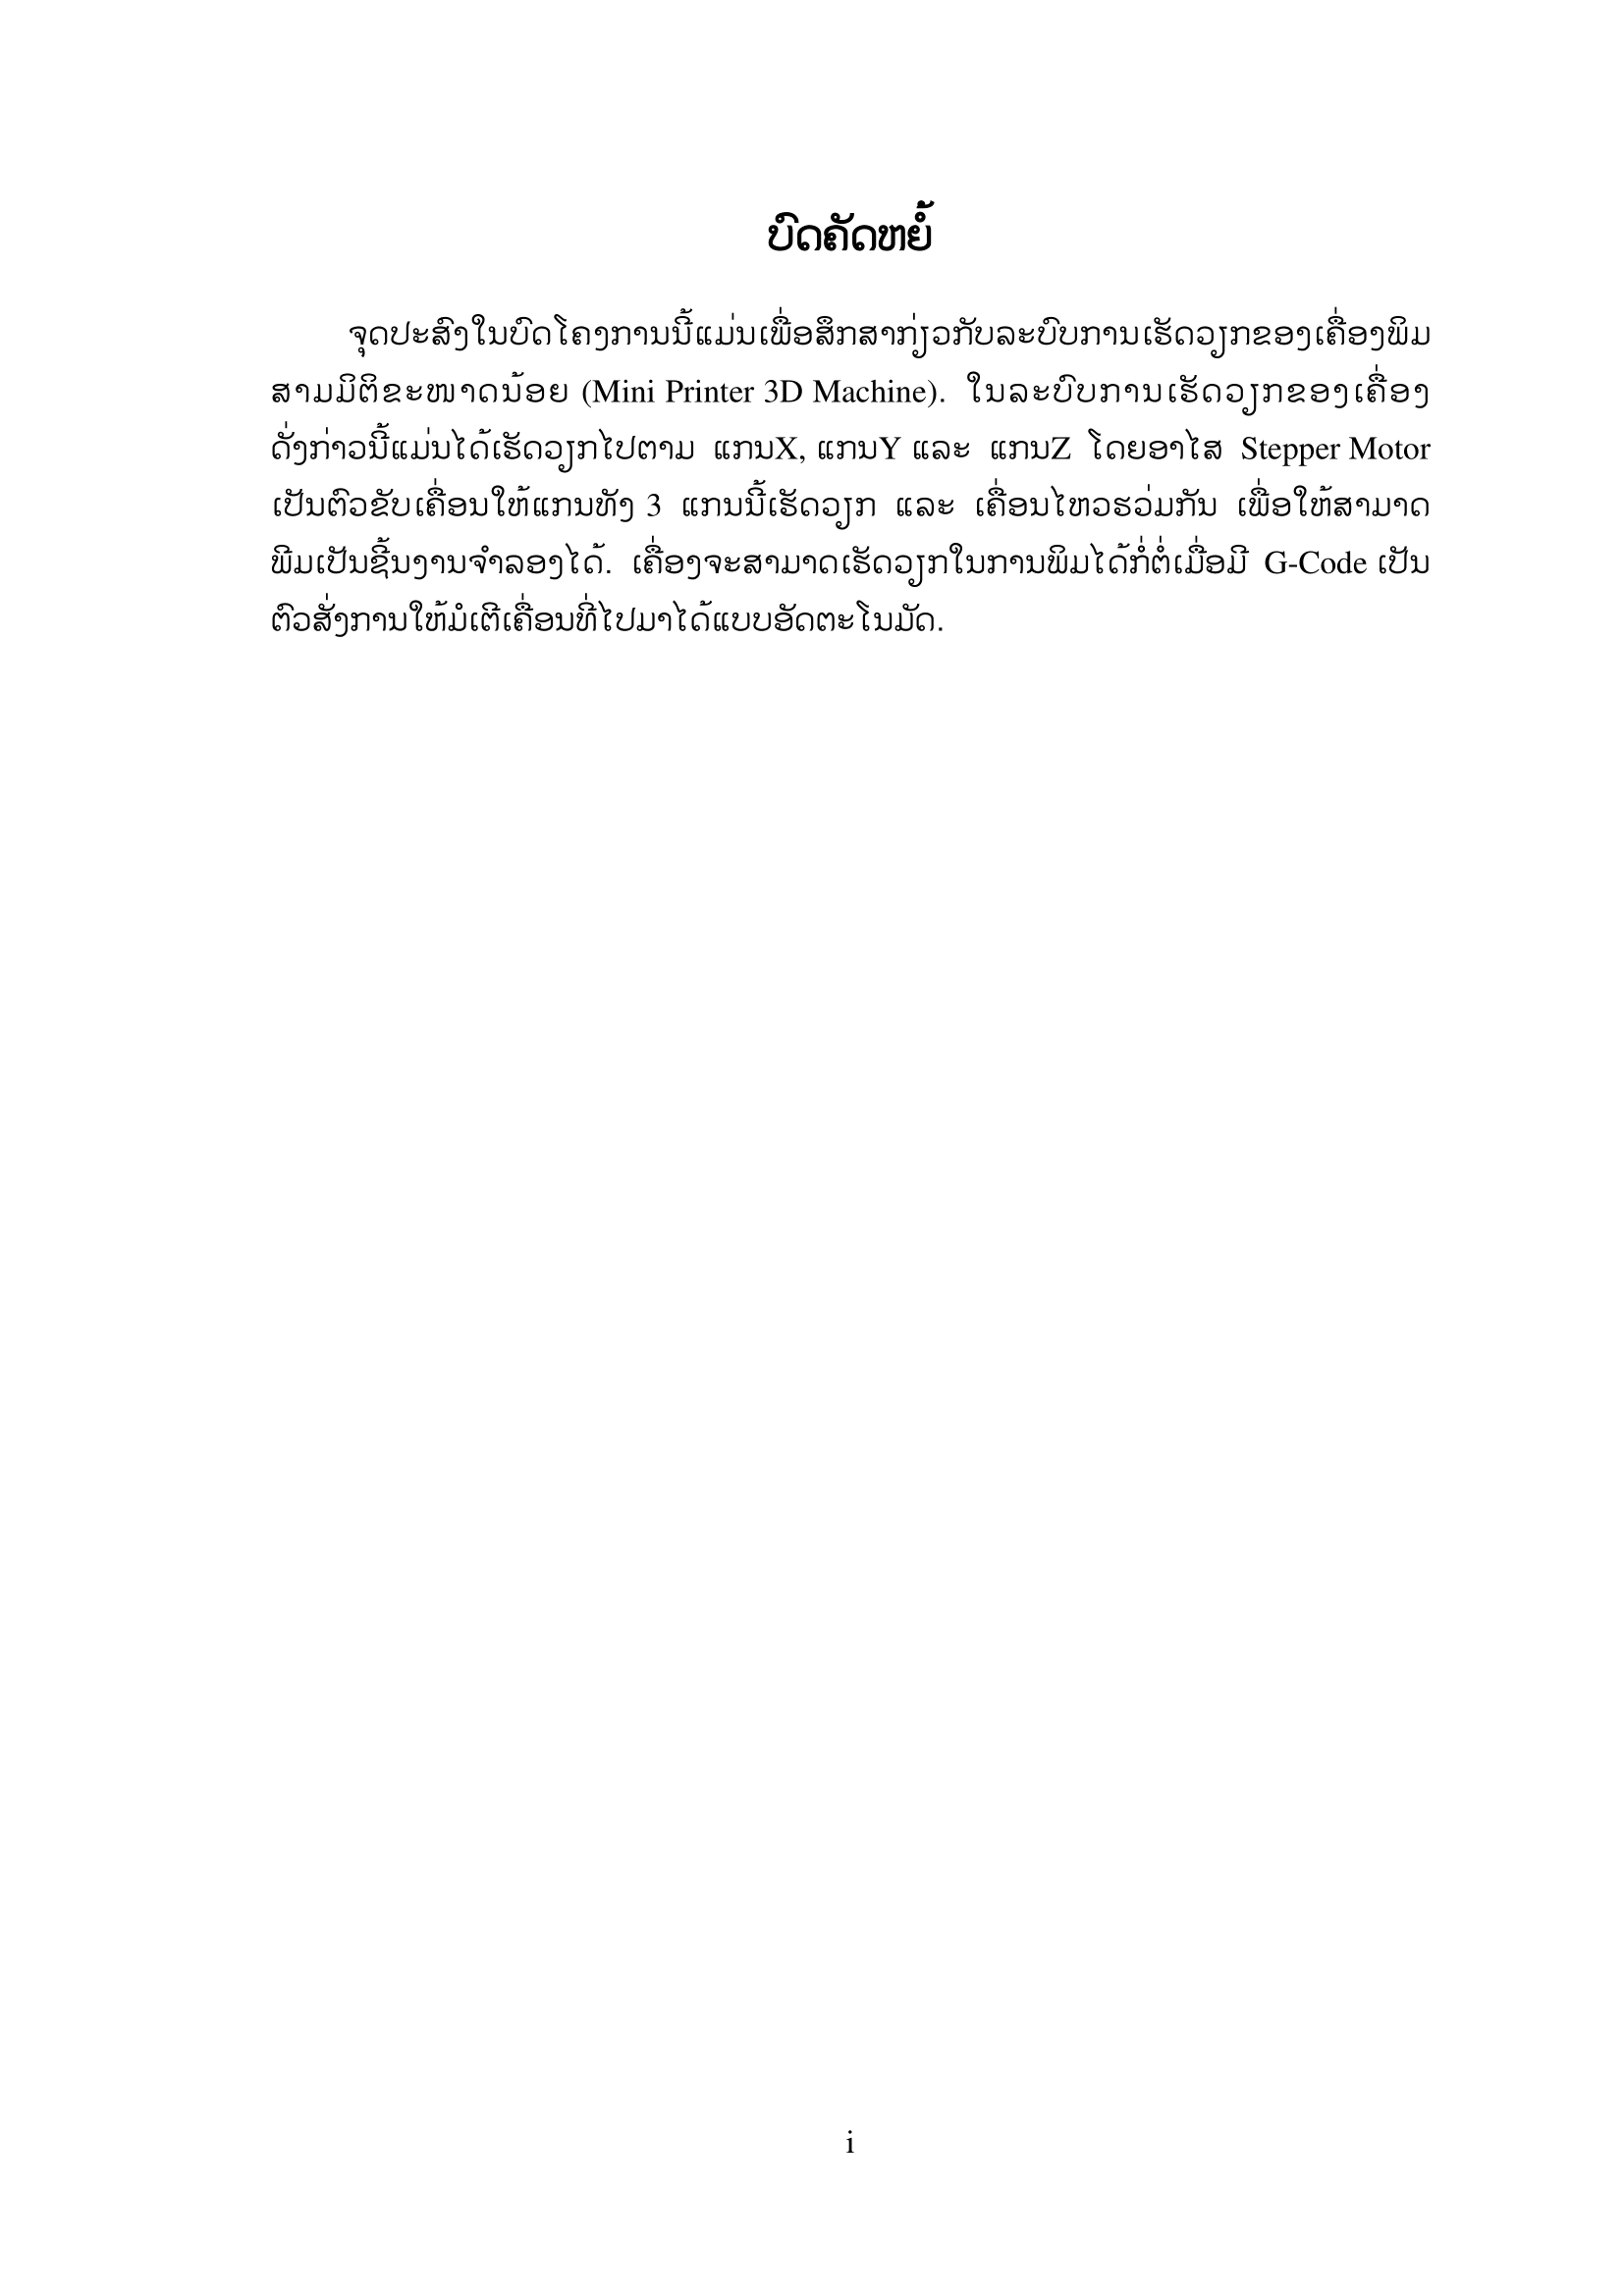 ບົດຄັດຫຍໍ້
ຈຸດປະສົງໃນບົດໂຄງການນີ້ແມ່ນເພື່ອສຶກສາກ່ຽວກັບລະບົບການເຮັດວຽກຂອງເຄື່ອງພິມ
ສາມມິຕິຂະໜາດນ້ອຍ (Mini Printer 3D Machine). ໃນລະບົບການເຮັດວຽກຂອງເຄື່ອງ
ດັ່ງກ່າວນີ້ແມ່ນໄດ້ເຮັດວຽກໄປຕາມ ແກນX, ແກນY ແລະ ແກນZ ໂດຍອາໄສ Stepper Motor
ເປັນຕົວຂັບເຄື່ອນໃຫ້ແກນທັງ 3 ແກນນີ້ເຮັດວຽກ ແລະ ເຄື່ອນໄຫວຮວ່ມກັນ ເພື່ອໃຫ້ສາມາດ
ພີມເປັນຊີ້ນງານຈຳລອງໄດ້. ເຄື່ອງຈະສາມາດເຮັດວຽກໃນການພິມໄດ້ກໍ່ຕໍ່ເມື່ອມີ G-Code ເປັນ
ຕົວສັ່ງການໃຫ້ມໍເຕີເຄື່ອນທີ່ໄປມາໄດ້ແບບອັດຕະໂນມັດ.
i